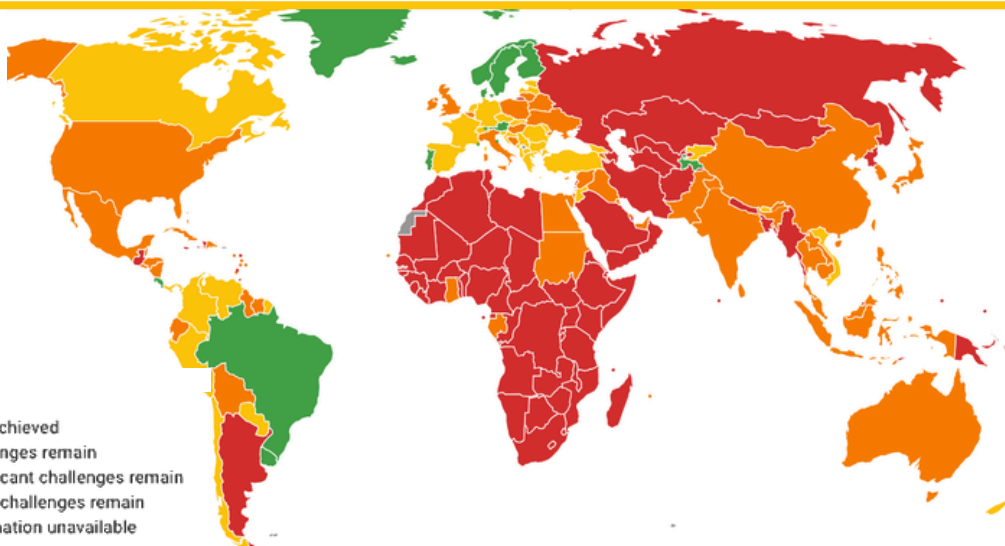 chieved
nges remain
cant challenges remain
challenges remain
nation unavailable